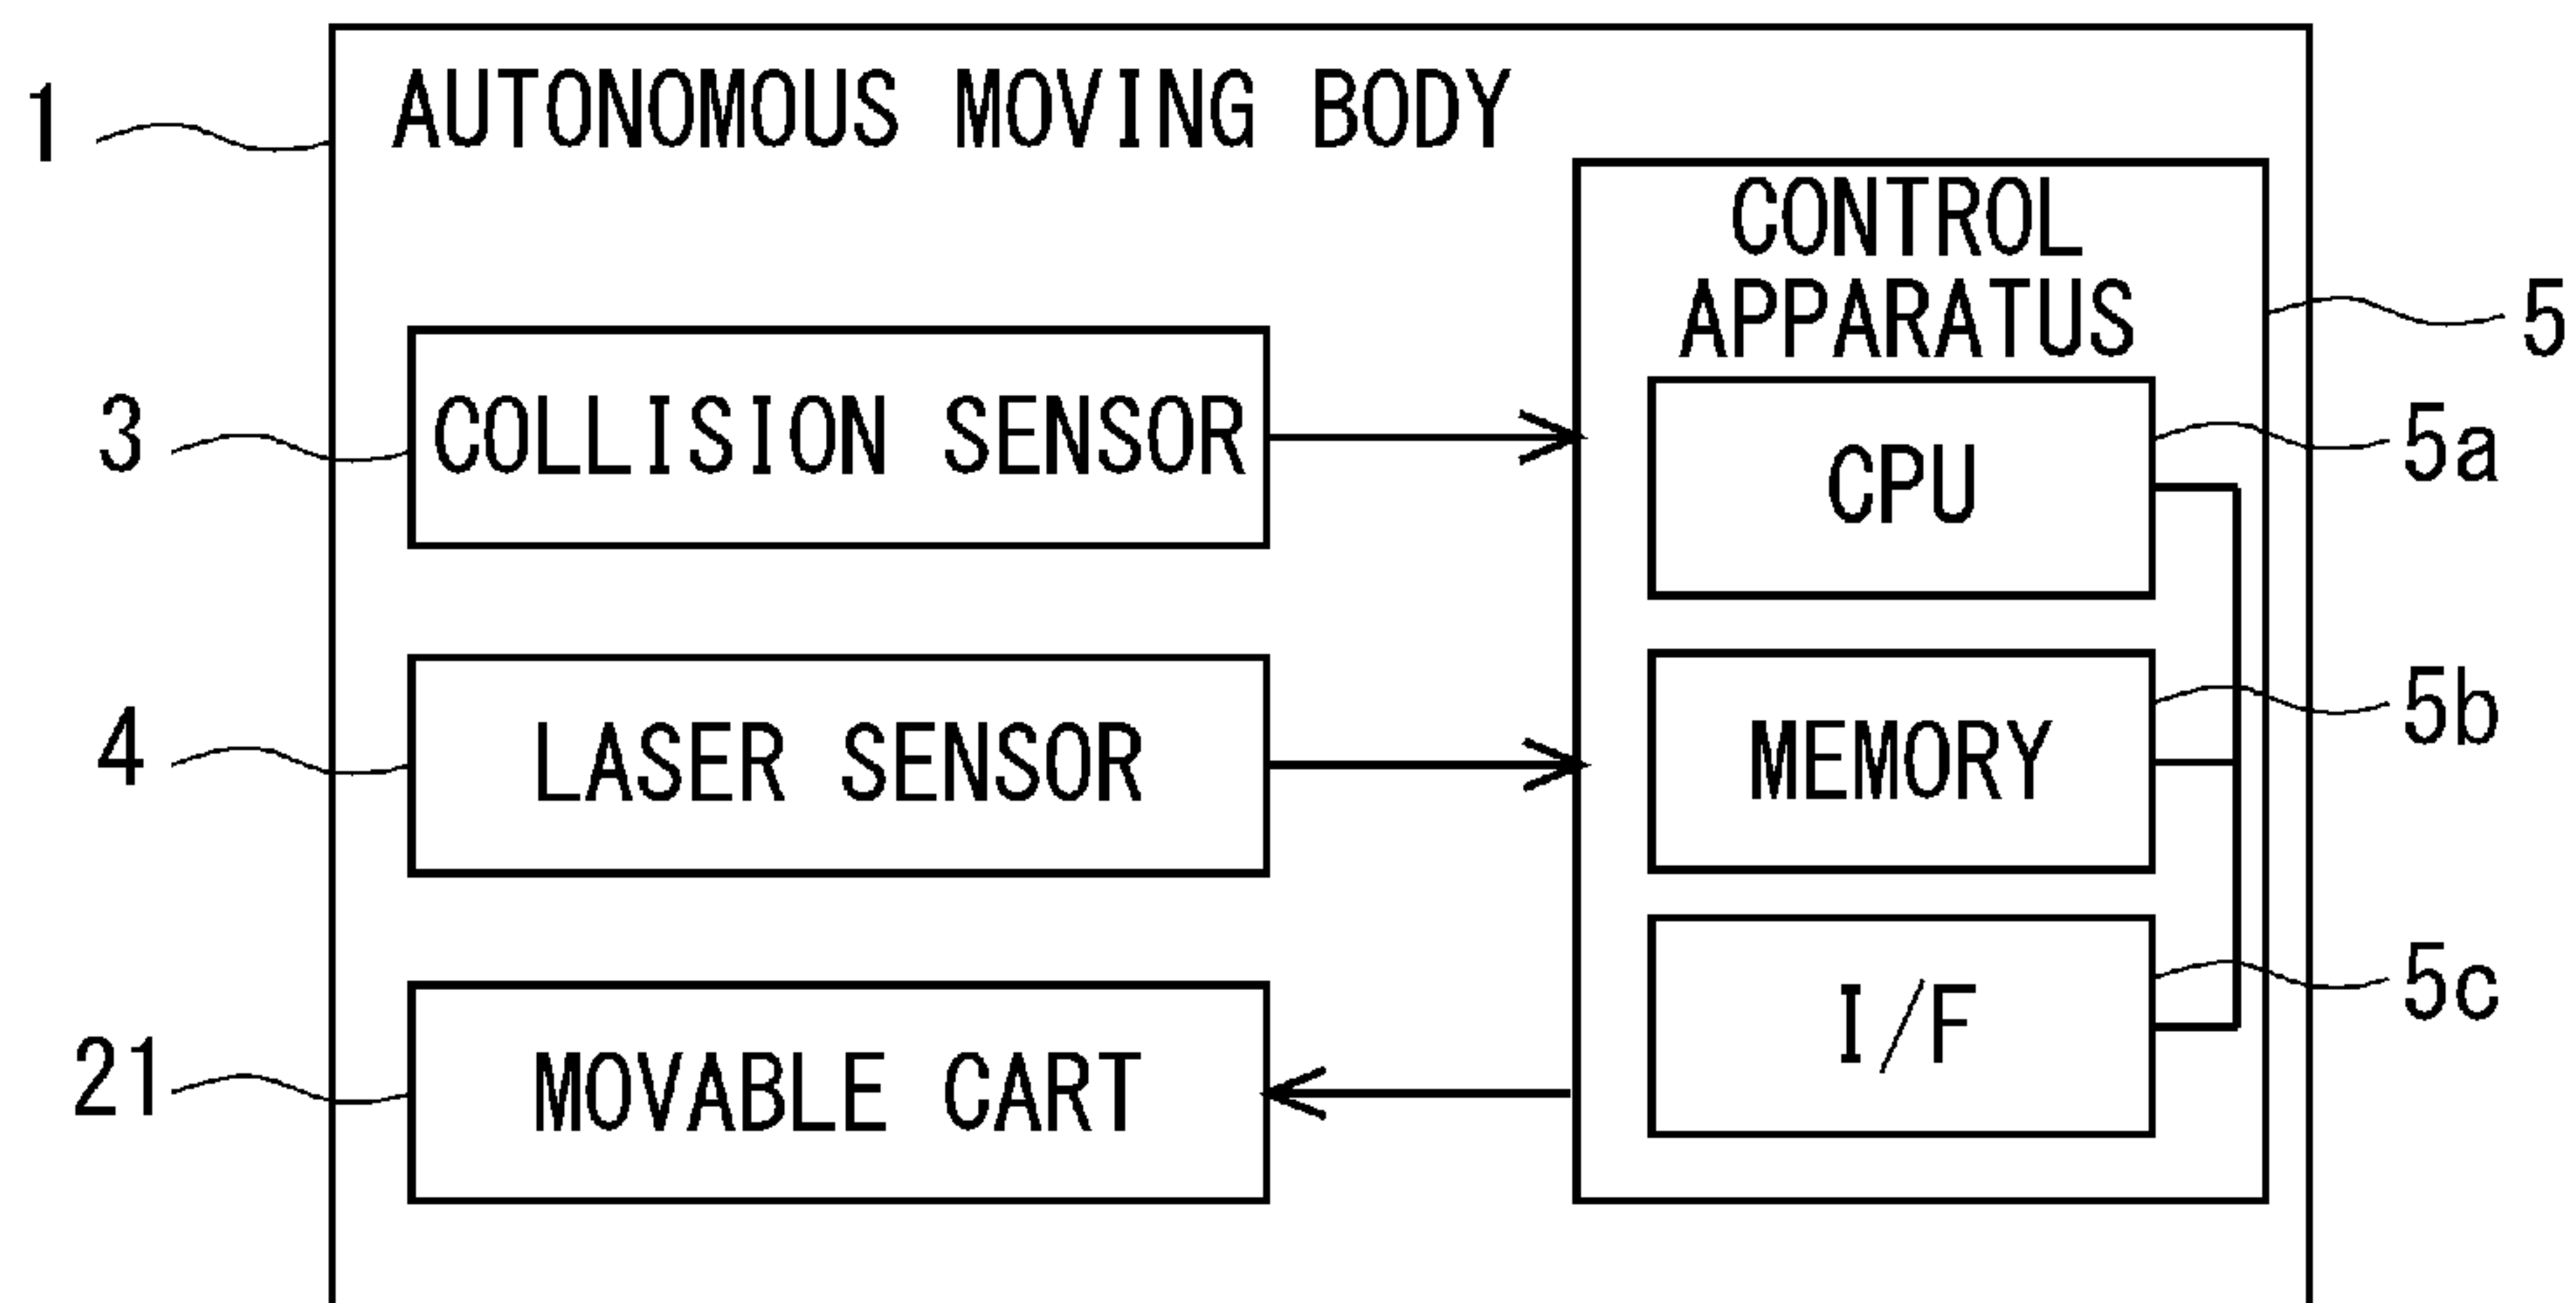 1
AUTONOMOUS MOVING BODY
CONTROL
APPARATUS
5
3
COLLISION SENSOR
CPU
5a
4
LASER SENSOR
MEMORY
5b
21
MOVABLE CART
I/F
5c